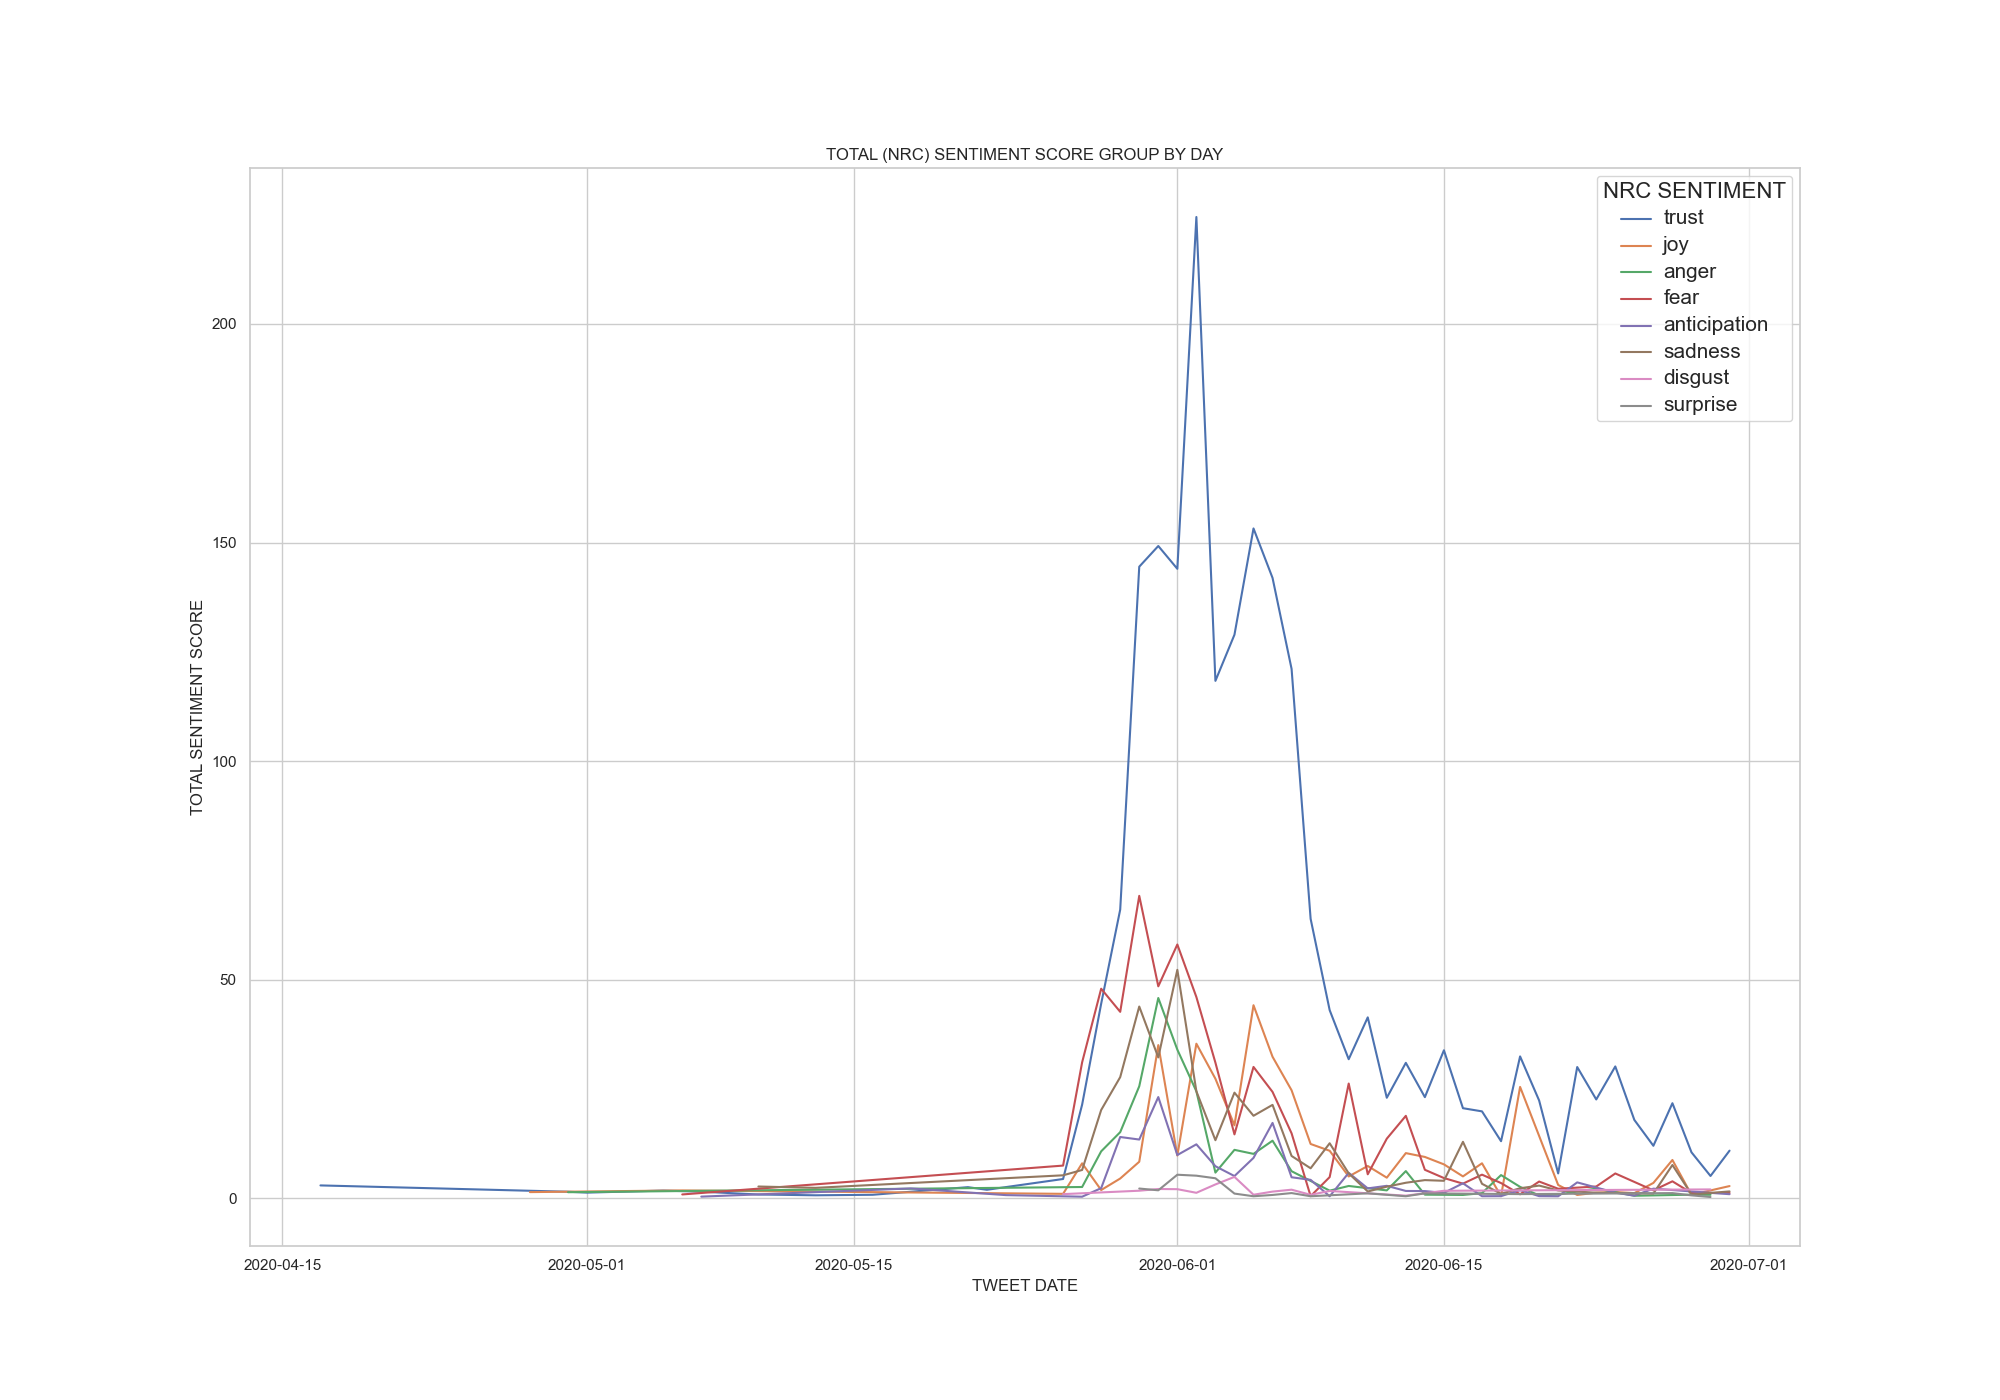 TOTAL (NRC) SENTIMENT SCORE GROUP BY DAY
NRC SENTIMENT
trust
joy
anger
fear
anticipation
sadness
disgust
surprise
TOTAL SENTIMENT SCORE
200
150
100
50
0
2020-04-15 2020-05-01 2020-05-15 2020-06-01 2020-06-15 2020-07-01
TWEET DATE